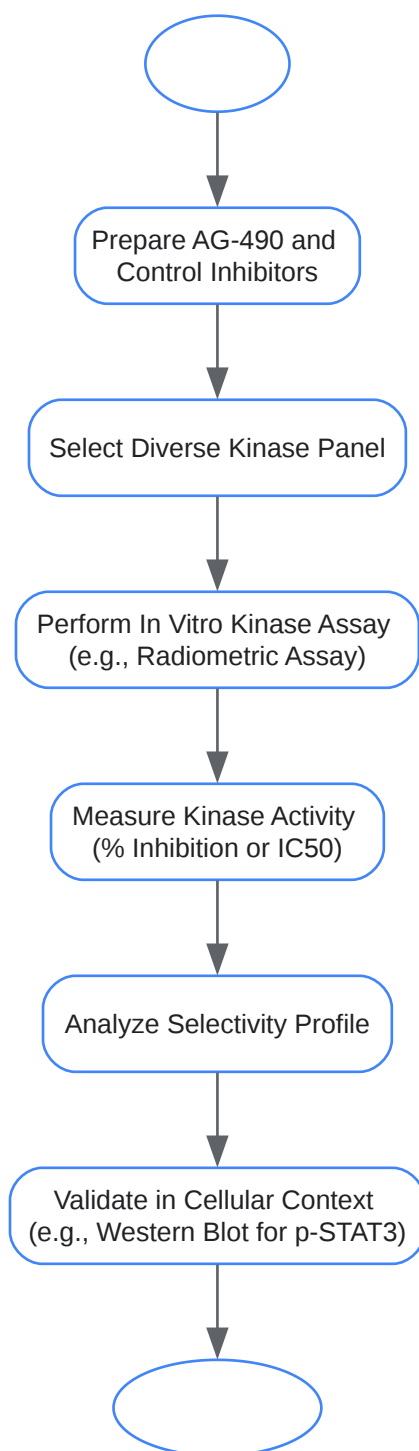 Prepare AG-490 and
Control Inhibitors
Select Diverse Kinase Panel
Perform In Vitro Kinase Assay
(e.g., Radiometric Assay)
Measure Kinase Activity
(% Inhibition or IC50)
Analyze Selectivity Profile
Validate in Cellular Context
(e.g., Western Blot for p-STAT3)